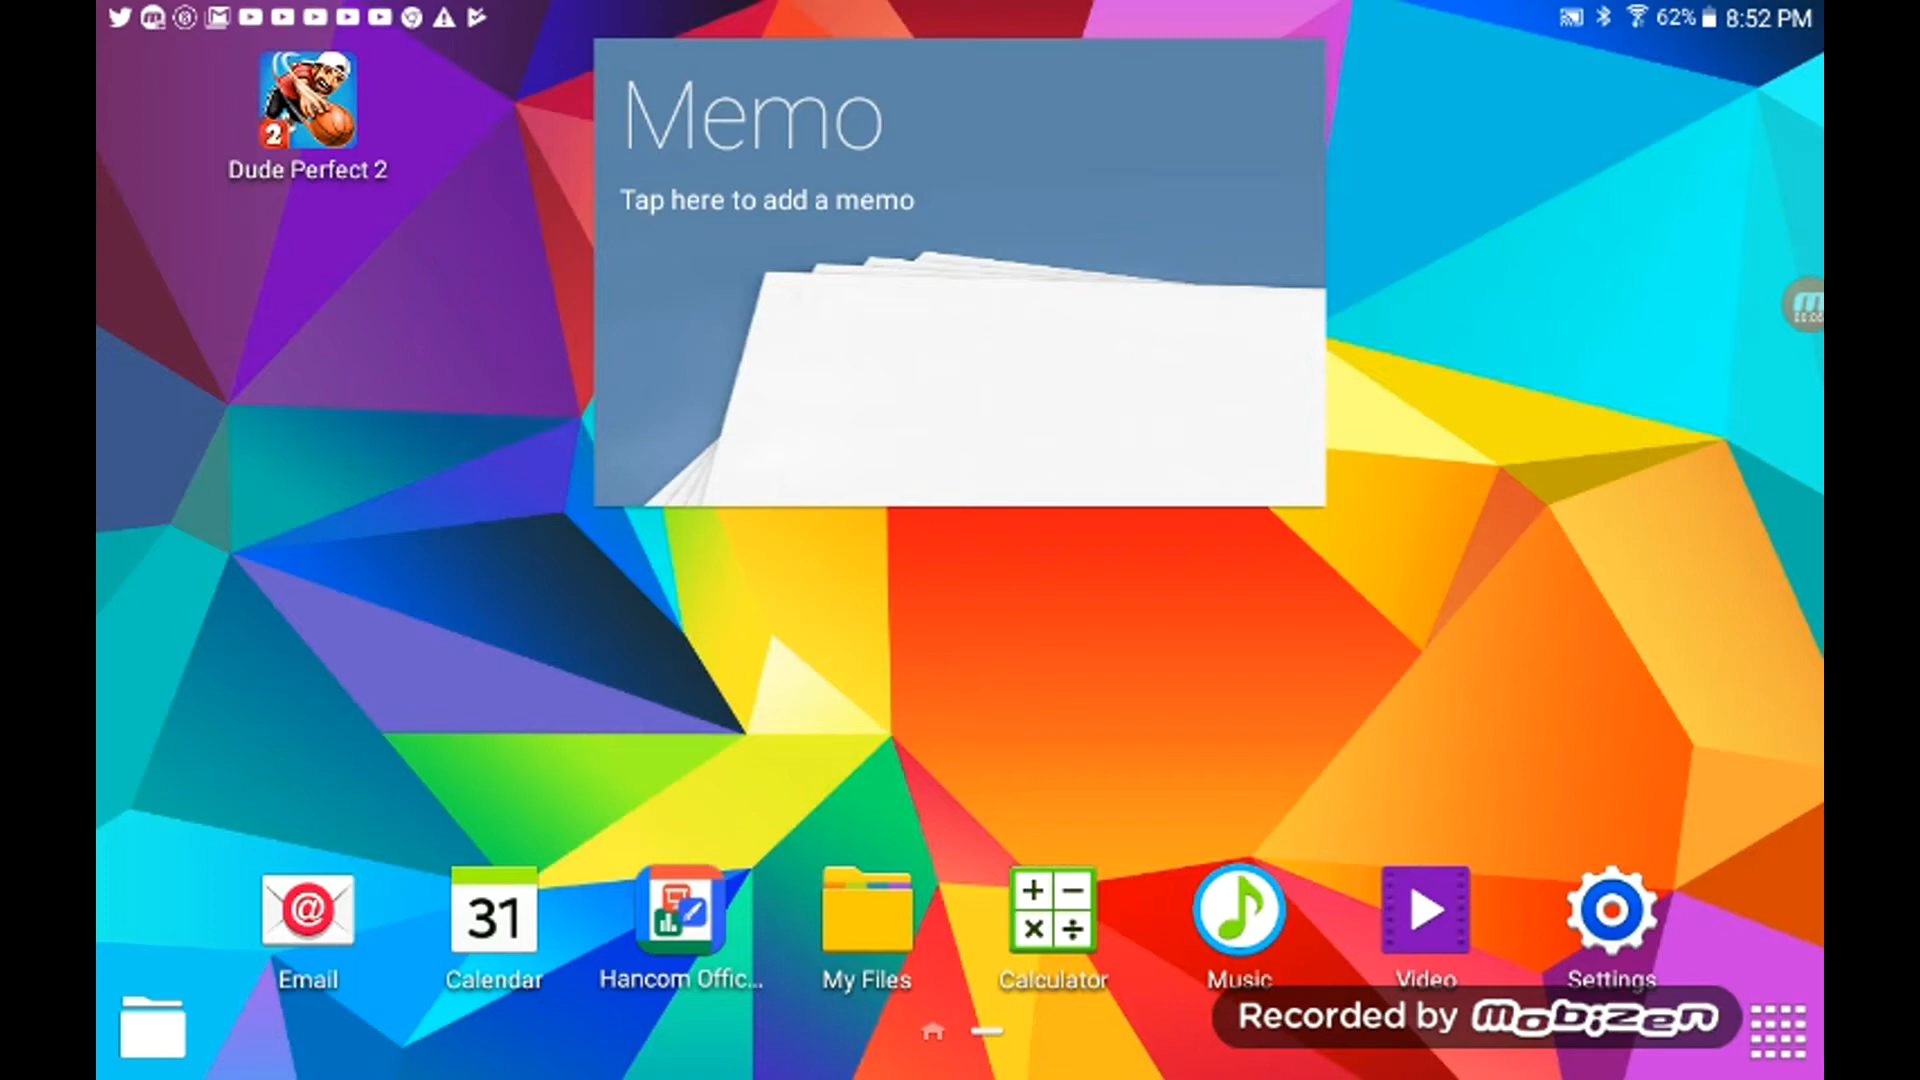 62% 8:52 PM
2
Dude Perfect 2
Memo
Tap here to add a memo
31
Email
Calendar
Hancom Offic...
My Files
Calculator
Music
Video
Settings
Recorded by mobizen